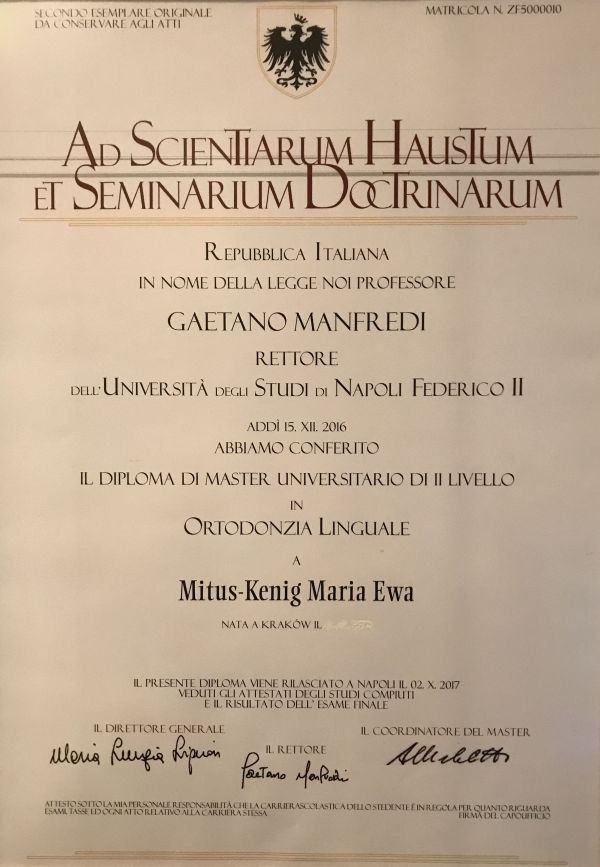 SECONDO ESEMPLARE ORIGINALE
DA CONSERVARE AGLI ATTI
MATRICOLA N. ZF5000010
AD SCIENTIARUM HAUSTUM
ET SEMINARIUM DOCTRINARUM
REPUBBLICA ITALIANA
IN NOME DELLA LEGGE NOI PROFESSORE
GAETANO MANFREDI
RETTORE
DELL'UNIVERSITÀ DEGLI STUDI DI NAPOLI FEDERICO II
ADDÌ 15. XII. 2016
ABBIAMO CONFERITO
IL DIPLOMA DI MASTER UNIVERSITARIO DI II LIVELLO
IN
ORTODONZIA LINGUALE
A
Mitus-Kenig Maria Ewa
NATA A KRAKÓW IL
IL PRESENTE DIPLOMA VIENE RILASCIATO A NAPOLI IL 02. X. 2017
VEDUTI GLI ATTESTATI DEGLI STUDI COMPIUTI
E IL RISULTATO DELL' ESAME FINALE
IL DIRETTORE GENERALE
IL RETTORE
IL COORDINATORE DEL MASTER
Gaetano Manfredi
ATTESTO SOTTO LA MIA PERSONALE RESPONSABILITÀ CHE LA CARRIERA SCOLASTICA DELLO STEDENTE È IN REGOLA PER QUANTO RIGUARDA
ESAMI, TASSE ED OGNI ATTO RELATIVO ALLA CARRIERA STESSA
FIRMA DEL CAPOUFFICIO